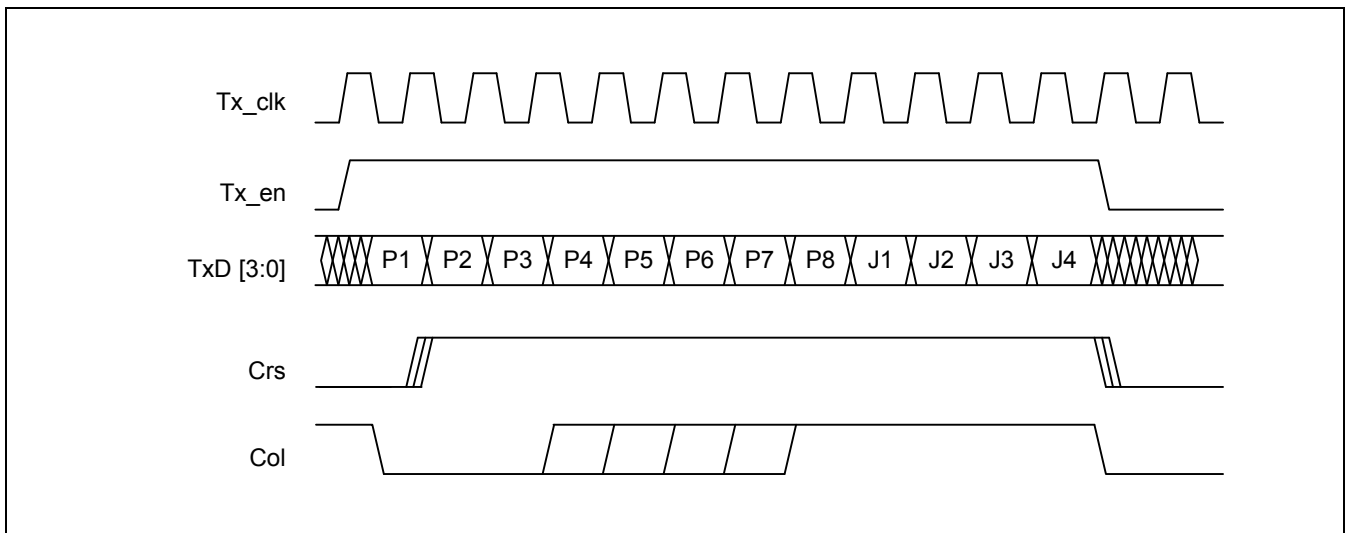 Tx_clk
Tx_en
TxD [3:0] P1 P2 P3 P4 P5 P6 P7 P8 J1 J2 J3 J4
Crs
Col